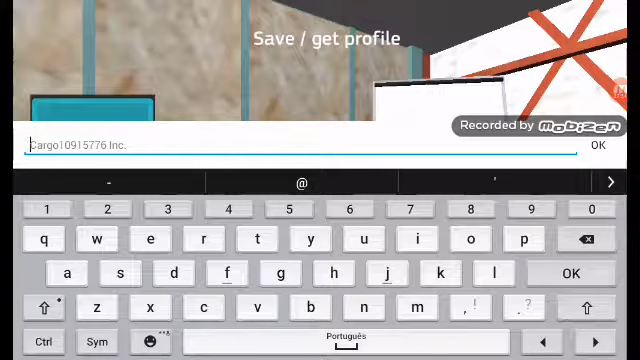 Save / get profile
Recorded by mobizen
Cargo10915776 Inc.
OK
- @ '
1 2 3 4 5 6 7 8 9 0
q w e r t y u i o p
a s d f g h j k l OK
z x c v b n m , ! . ?
Ctrl Sym Português